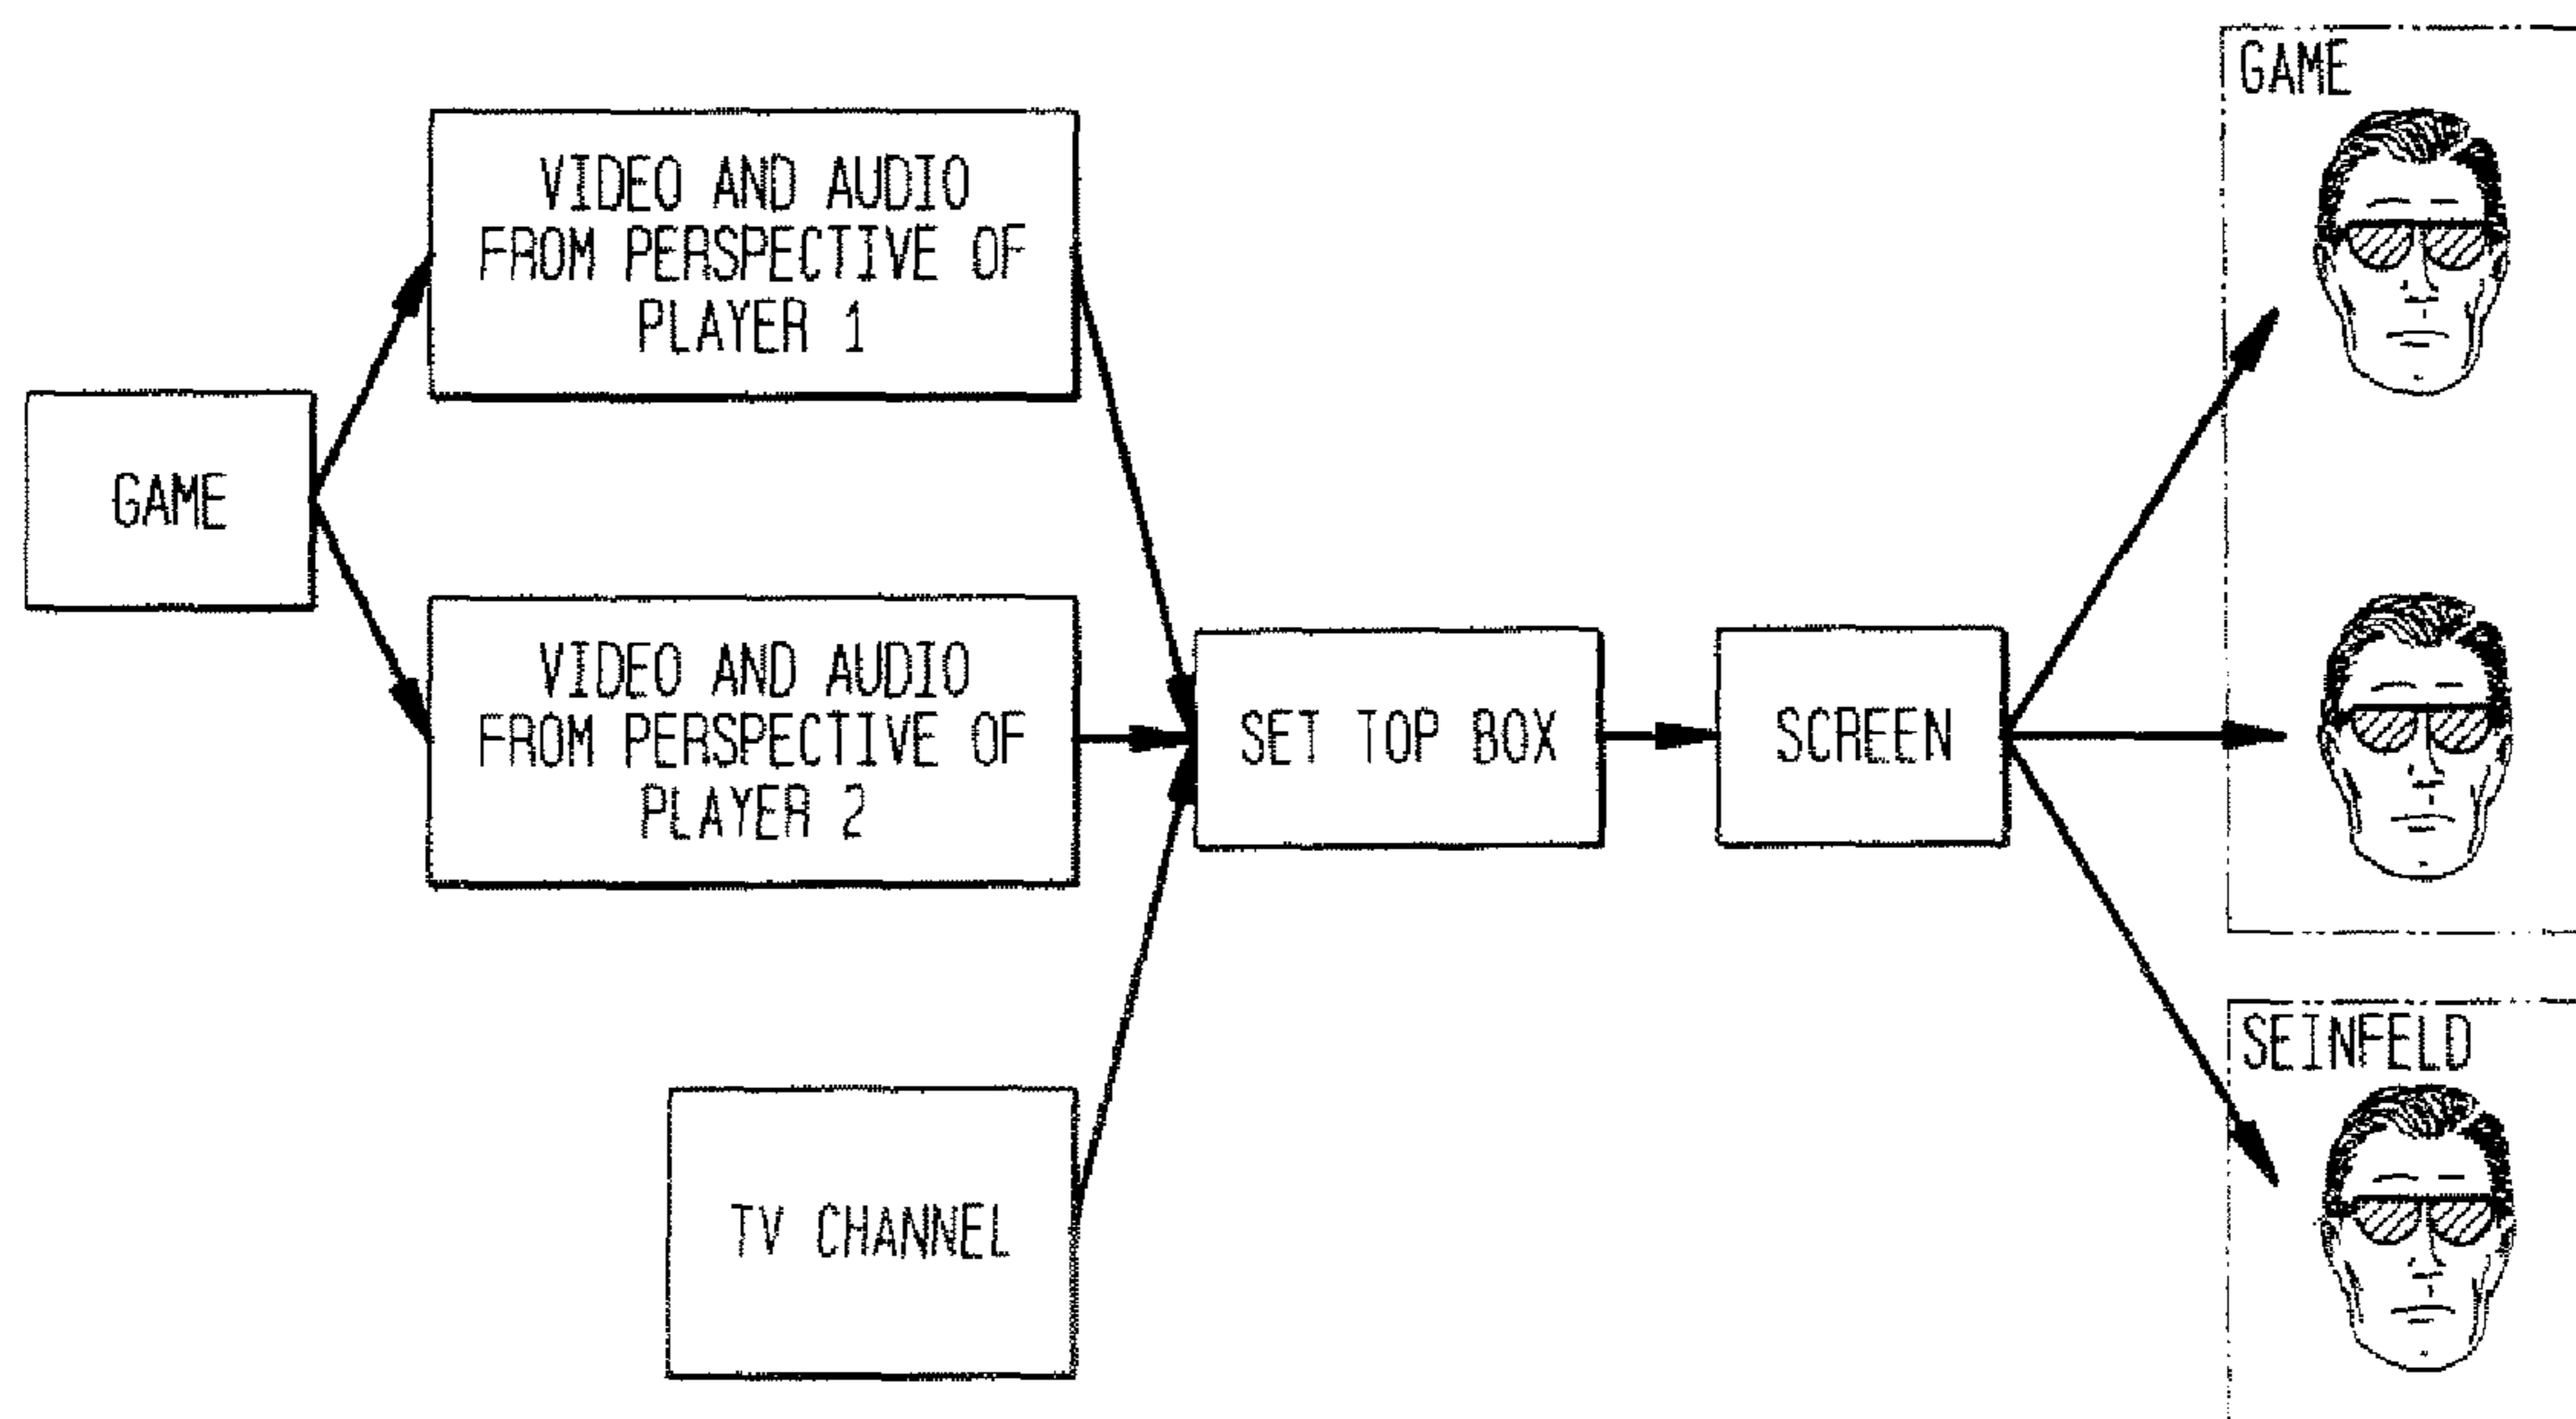 GAME
VIDEO AND AUDIO
FROM PERSPECTIVE OF
PLAYER 1
GAME
VIDEO AND AUDIO
FROM PERSPECTIVE OF
PLAYER 2
SET TOP BOX
SCREEN
SEINFELD
TV CHANNEL